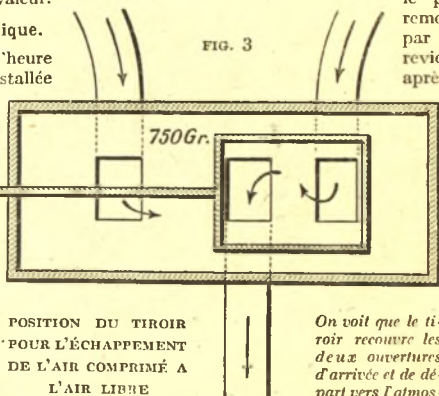 valeur.
ique.
'heure
stallée
FIG. 3
le p
remo
par
revie
aprè
750Gr.
POSITION DU TIROIR
POUR L'ÉCHAPPEMENT
DE L'AIR COMPRIMÉ A
L'AIR LIBRE
On voit que le ti-
roir recouvre les
deux ouvertures
d'arrivée et de dé-
part vers l'atmos-